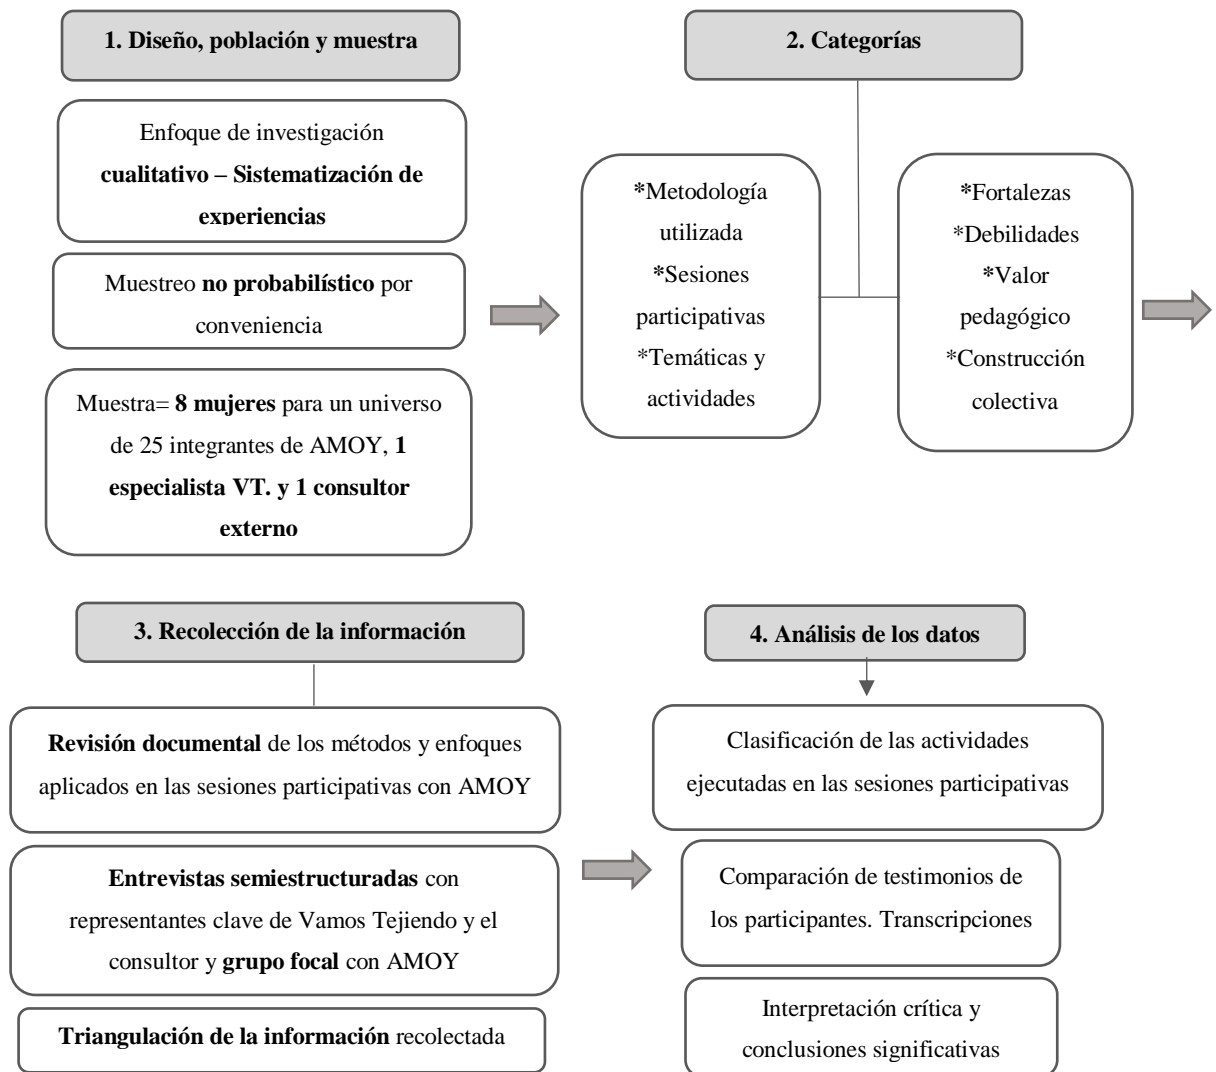 1. Diseño, población y muestra
Enfoque de investigación
cualitativo – Sistematización de
experiencias
Muestreo no probabilístico por
conveniencia
Muestra= 8 mujeres para un universo
de 25 integrantes de AMOY, 1
especialista VT. y 1 consultor
externo
2. Categorías
*Metodología
utilizada
*Sesiones
participativas
*Temáticas y
actividades
*Fortalezas
*Debilidades
*Valor
pedagógico
*Construcción
colectiva
3. Recolección de la información
Revisión documental de los métodos y enfoques
aplicados en las sesiones participativas con AMOY
Entrevistas semiestructuradas con
representantes clave de Vamos Tejiendo y el
consultor y grupo focal con AMOY
Triangulación de la información recolectada
4. Análisis de los datos
Clasificación de las actividades
ejecutadas en las sesiones participativas
Comparación de testimonios de
los participantes. Transcripciones
Interpretación crítica y
conclusiones significativas